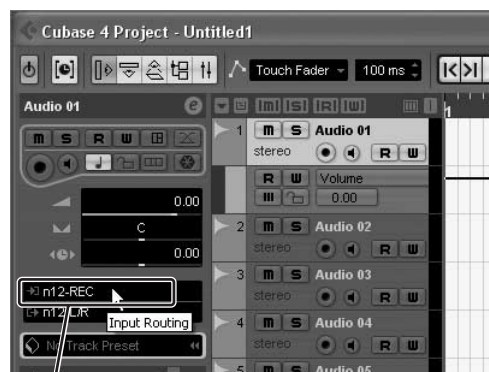 Cubase 4 Project - Untitled1
Touch Fader 100 ms
Audio 01 e m S R W
1
m S R W
1 m S Audio 01
stereo R W
R W Volume
0.00
0.00
C
0.00
2 m S Audio 02
stereo R W
3 m S Audio 03
stereo R W
n12-REC
n12-L/R
Input Routing
4 m S Audio 04
stereo R W
No Track Preset
5 m S Audio 05